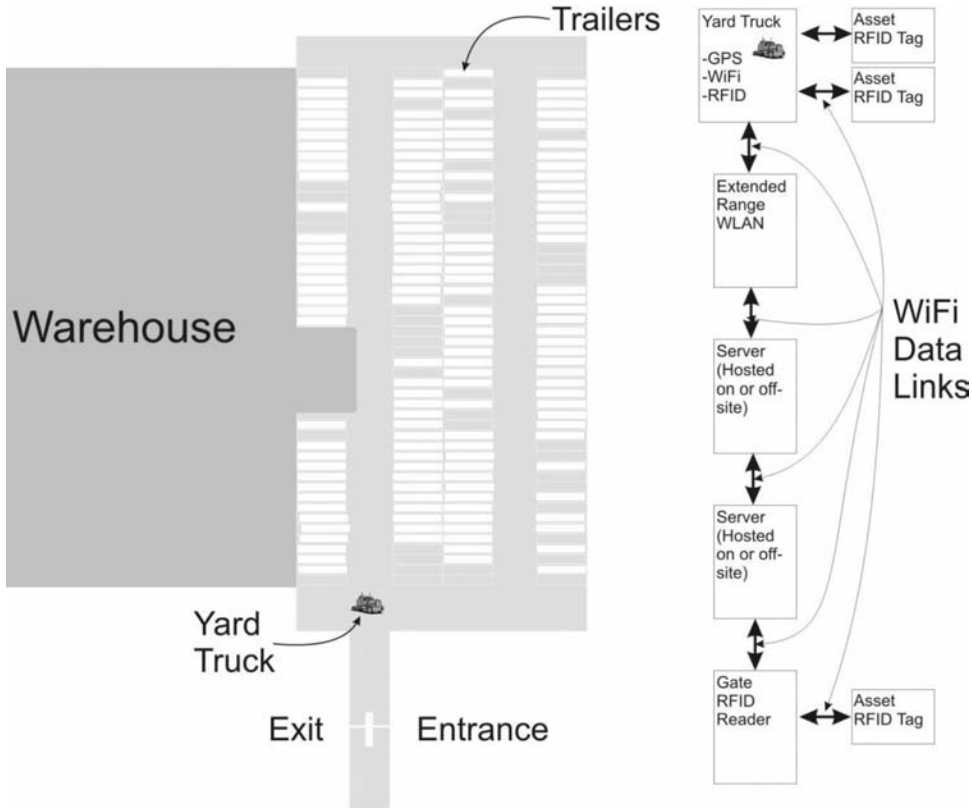 Trailers
Warehouse
Yard
Truck
Exit
Entrance
Yard Truck
-GPS
-WiFi
-RFID
Asset
RFID Tag
Asset
RFID Tag
Extended
Range
WLAN
Server
(Hosted
on or off-
site)
Server
(Hosted
on or off-
site)
Gate
RFID
Reader
Asset
RFID Tag
WiFi
Data
Links